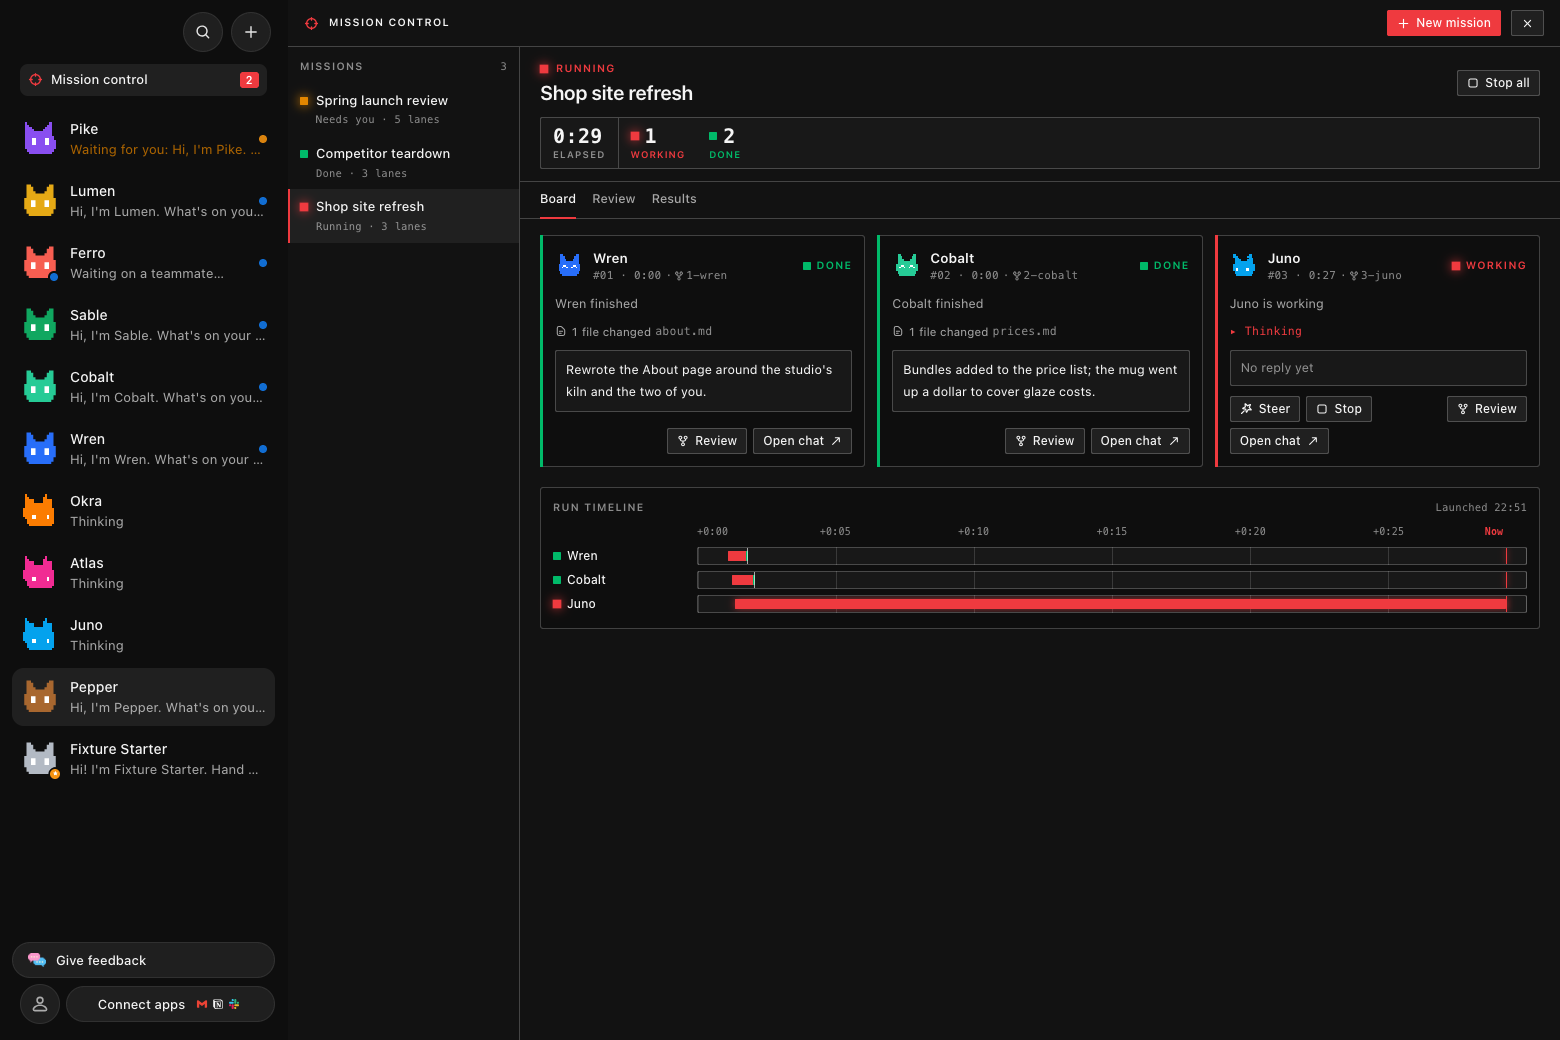 Mission control
2
Pike
Waiting for you: Hi, I'm Pike. ...
Lumen
Hi, I'm Lumen. What's on you...
Ferro
Waiting on a teammate...
Sable
Hi, I'm Sable. What's on your ...
Cobalt
Hi, I'm Cobalt. What's on you...
Wren
Hi, I'm Wren. What's on your ...
Okra
Thinking
Atlas
Thinking
Juno
Thinking
Pepper
Hi, I'm Pepper. What's on you...
Fixture Starter
Hi! I'm Fixture Starter. Hand ...
Give feedback
Connect apps
MISSION CONTROL
New mission
MISSIONS 3
Spring launch review
Needs you · 5 lanes
Competitor teardown
Done · 3 lanes
Shop site refresh
Running · 3 lanes
RUNNING
Shop site refresh
Stop all
0:29 1 2
ELAPSED WORKING DONE
Board Review Results
Wren
#01 · 0:00 · 1-wren
DONE
Wren finished
1 file changed about.md
Rewrote the About page around the studio's
kiln and the two of you.
Review Open chat
Cobalt
#02 · 0:00 · 2-cobalt
DONE
Cobalt finished
1 file changed prices.md
Bundles added to the price list; the mug went
up a dollar to cover glaze costs.
Review Open chat
Juno
#03 · 0:27 · 3-juno
WORKING
Juno is working
Thinking
No reply yet
Steer Stop Review
Open chat
RUN TIMELINE Launched 22:51
+0:00 +0:05 +0:10 +0:15 +0:20 +0:25 Now
Wren
Cobalt
Juno